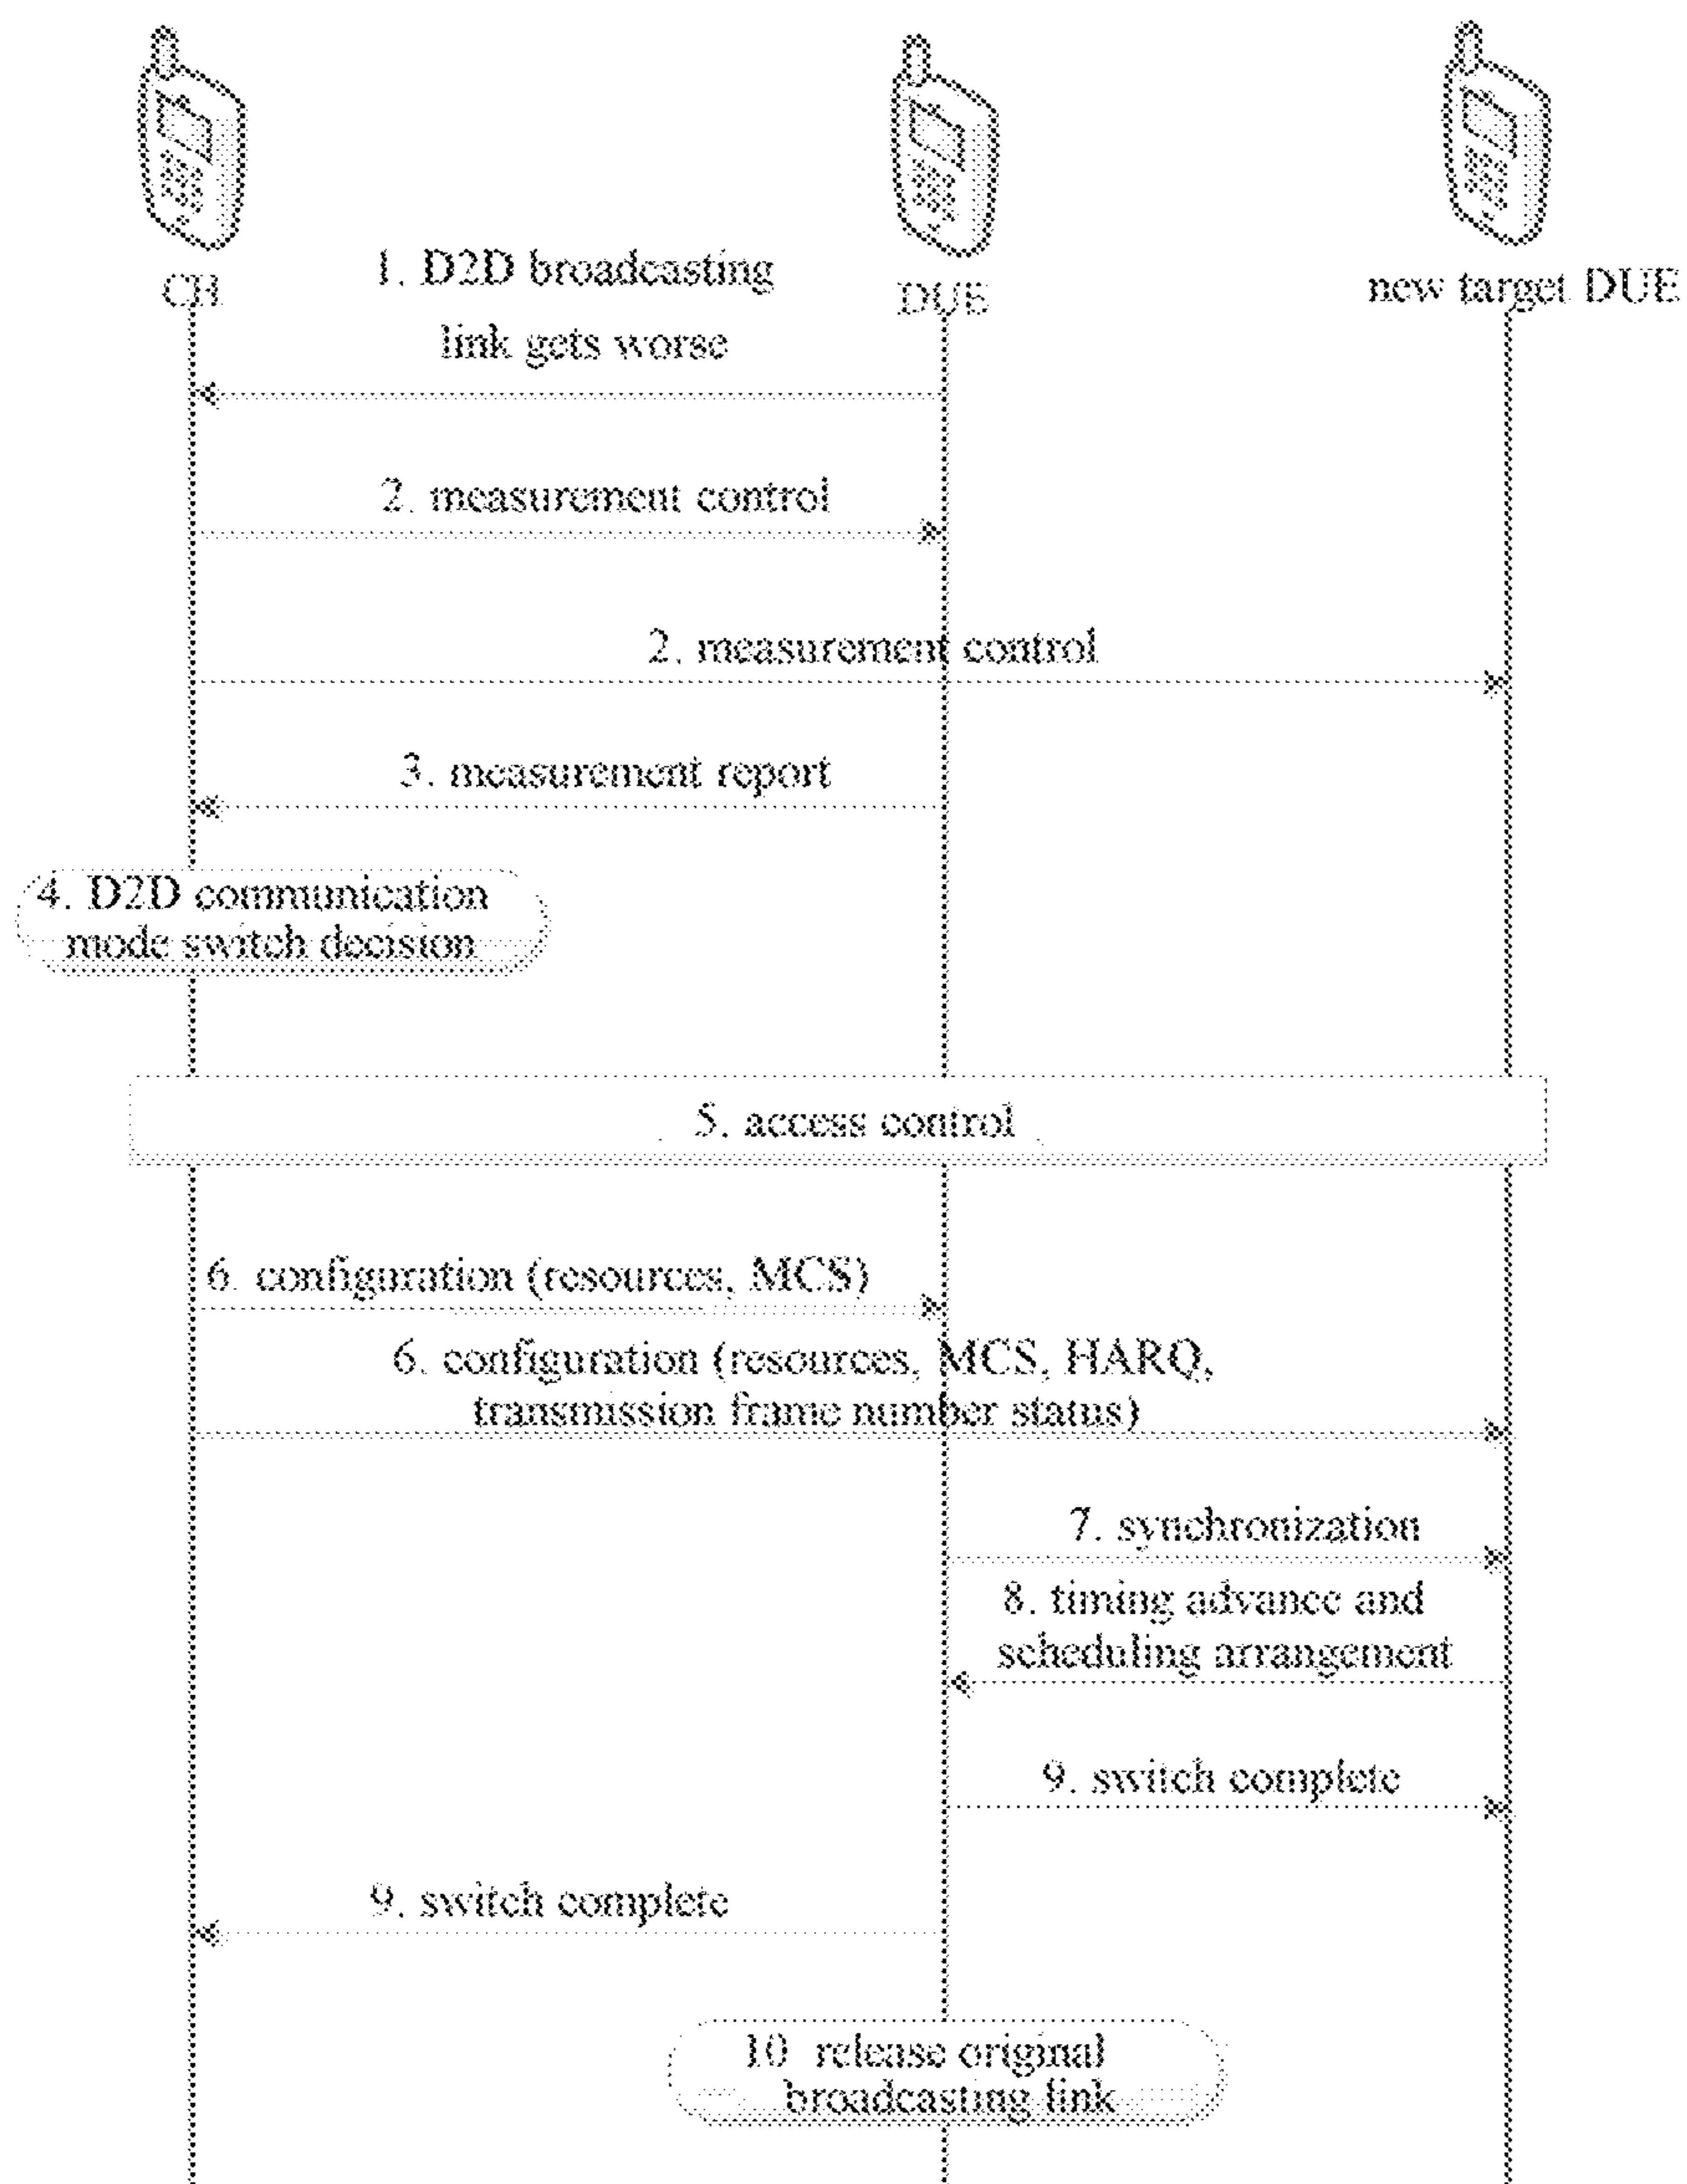 CH
DUE
new target DUE
1. D2D broadcasting
link gets worse
2. measurement control
2. measurement control
3. measurement report
4. D2D communication
mode switch decision
5. access control
6. configuration (resources, MCS)
6. configuration (resources, MCS, HARQ,
transmission frame number status)
7. synchronization
8. timing advance and
scheduling arrangement
9. switch complete
9. switch complete
10 release original
broadcasting link